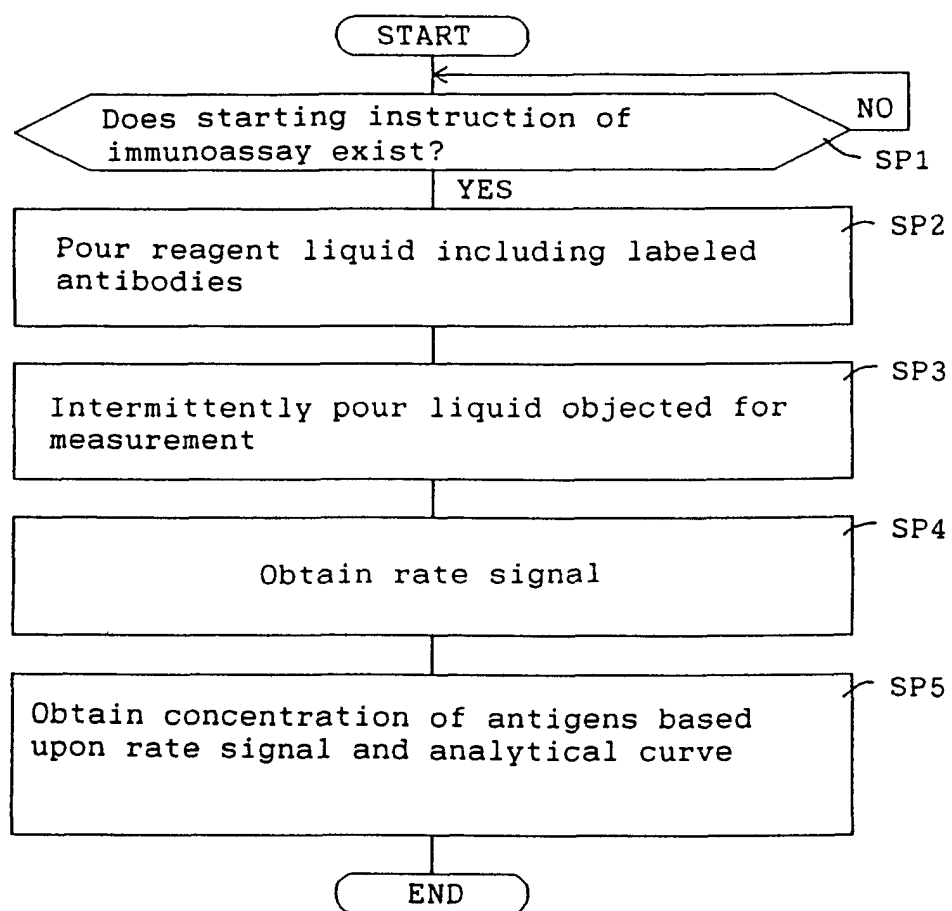 START
Does starting instruction of
immunoassay exist?
NO
SP1
YES
SP2
Pour reagent liquid including labeled
antibodies
SP3
Intermittently pour liquid objected for
measurement
SP4
Obtain rate signal
SP5
Obtain concentration of antigens based
upon rate signal and analytical curve
END